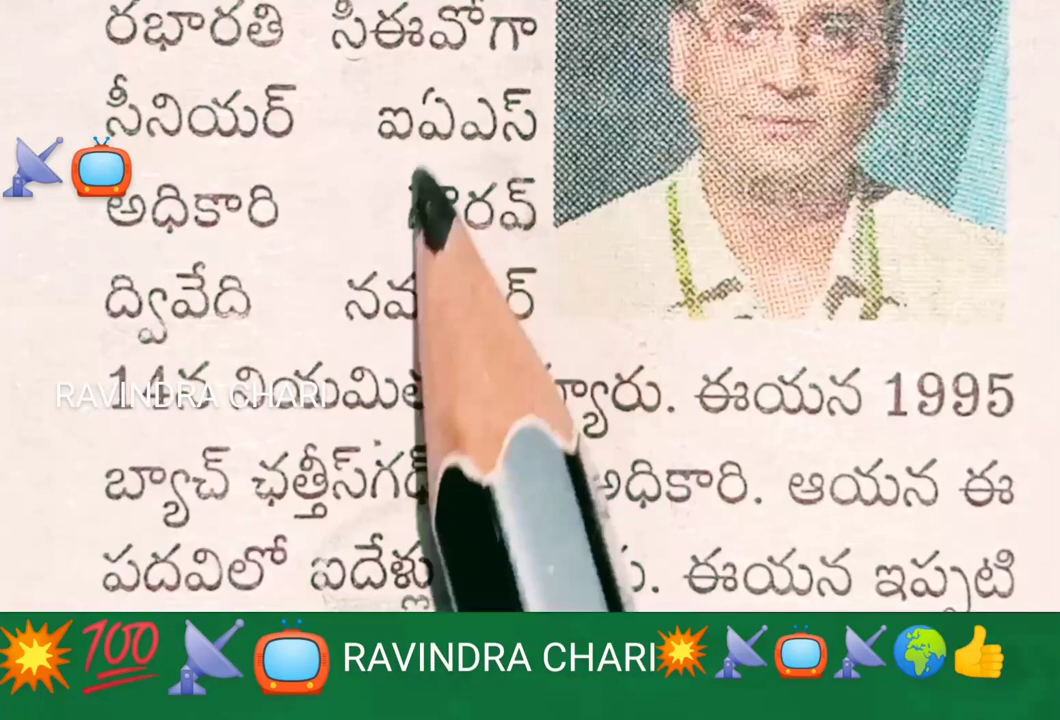 రభారతి సీఈవోగా
సీనియర్ ఐఏఎస్
అధికారి
ద్వివేది
14న
RAVINDRA CHARI
ఈయన 1995
బ్యాచ్ అధికారి. ఆయన ఈ
పదవిలో ఐదేళ్లు ఈయన ఇప్పటి
RAVINDRA CHARI